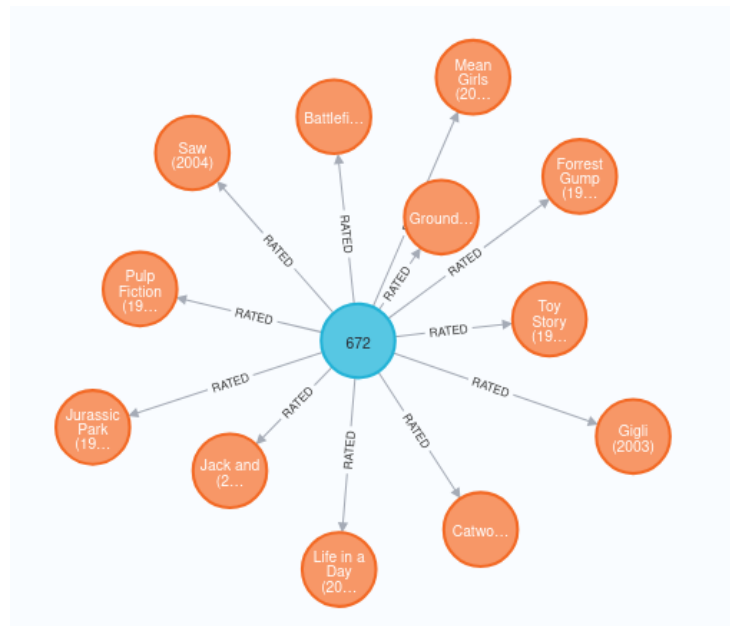 Mean
Girls
(20...
Battlefi...
Saw
(2004)
Forrest
Gump
(19...
Ground...
RATED
RATED
RATED
RATED
Pulp
Fiction
(19...
RATED
Toy
Story
(19...
RATED
672
RATED
RATED
RATED
Jurassic
Park
(19...
RATED
RATED
Gigli
(2003)
Jack and
(2...
Catwo...
Life in a
Day
(20...